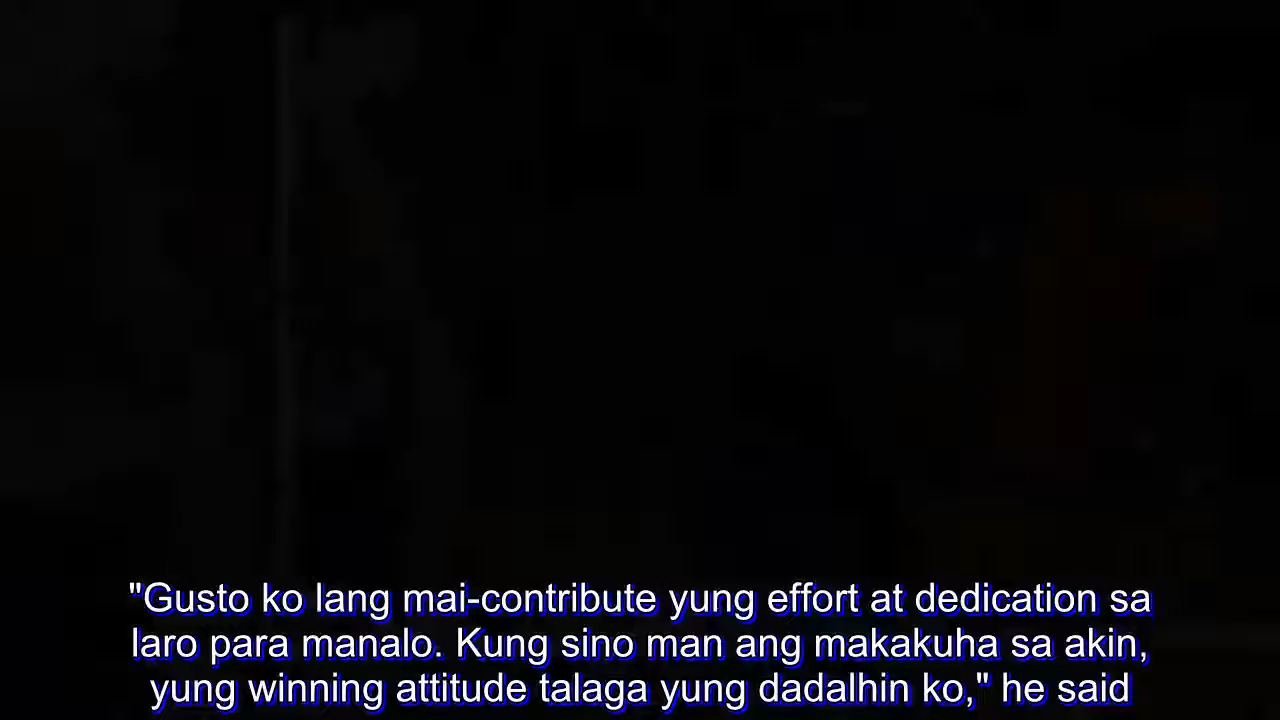 "Gusto ko lang mai-contribute yung effort at dedication sa
laro para manalo. Kung sino man ang makakuha sa akin,
yung winning attitude talaga yung dadalhin ko," he said